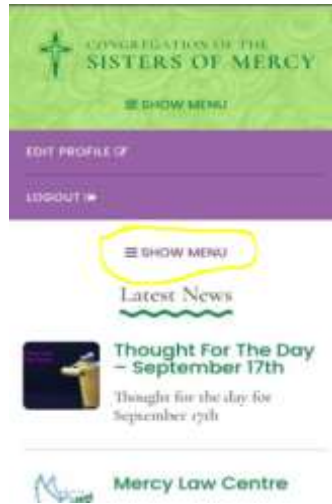 CONGREGATION OF THE
SISTERS OF MERCY
SHOW MENU
EDIT PROFILE
LOGOUT
SHOW MENU
Latest News
Thought For The Day
– September 17th
Thought for the day for
September 17th
Mercy Law Centre